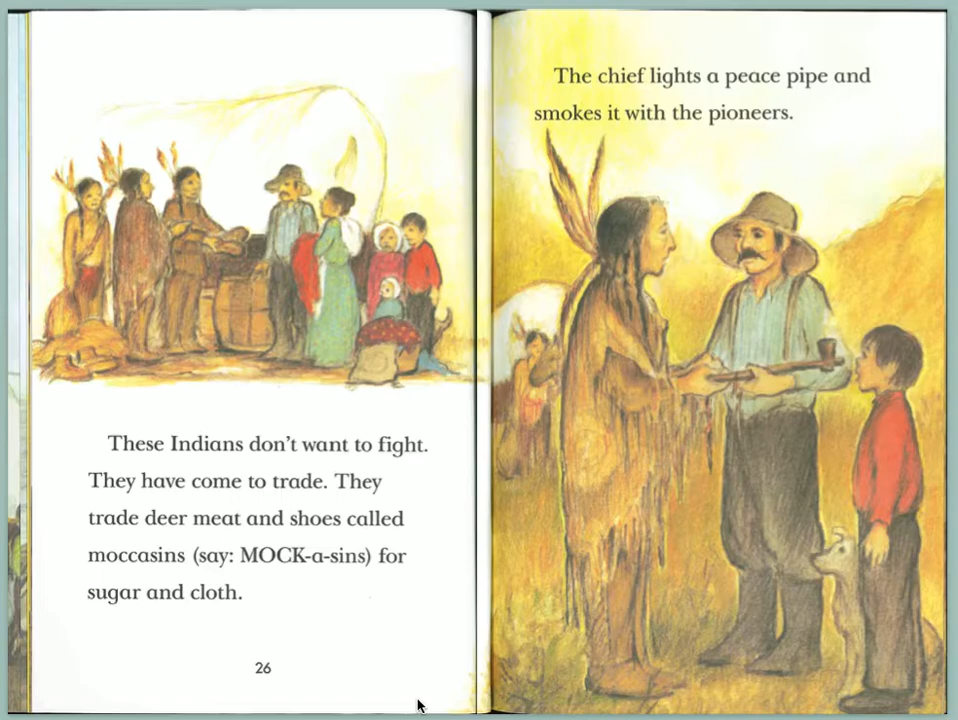 These Indians don't want to fight.
They have come to trade. They
trade deer meat and shoes called
moccasins (say: MOCK-a-sins) for
sugar and cloth.
26
The chief lights a peace pipe and
smokes it with the pioneers.